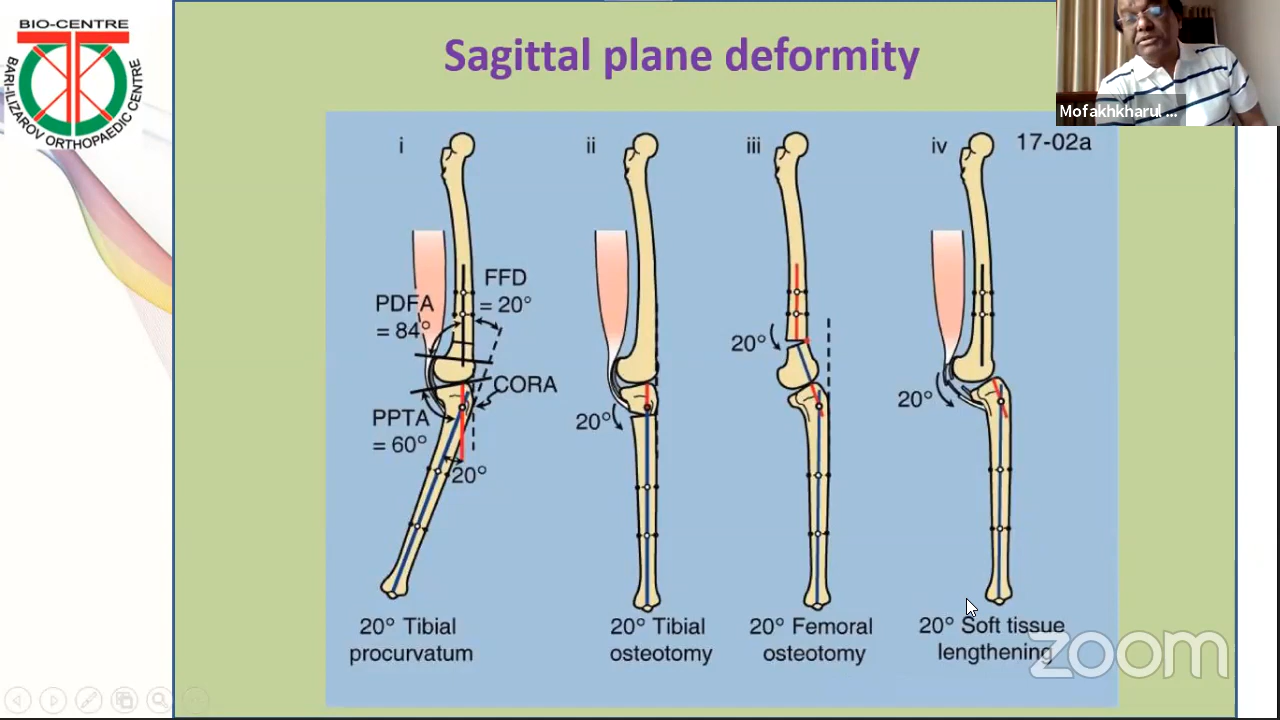 BIO-CENTRE
BARI-ILIZAROV ORTHOPAEDIC CENTRE
Sagittal plane deformity
Mofakhkharul ...
i
ii
iii
iv
17-02a
FFD
= 20°
PDFA
= 84°
CORA
PPTA
= 60°
20°
20°
20°
20°
20° Tibial
procurvatum
20° Tibial
osteotomy
20° Femoral
osteotomy
20° Soft tissue
lengthening
zoom